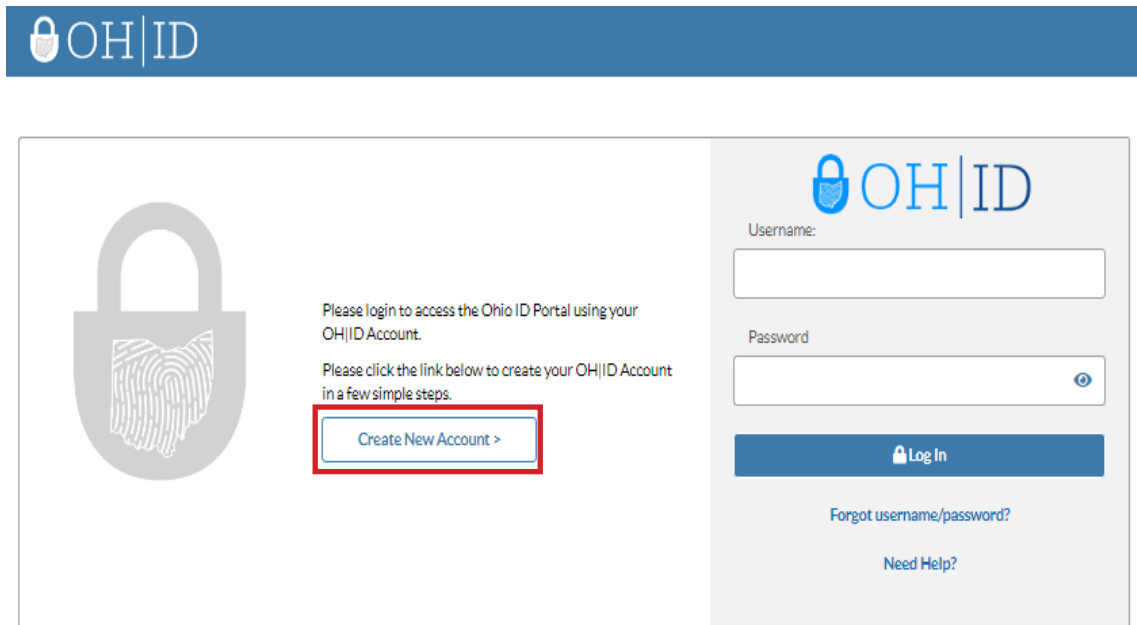 OH|ID
Please login to access the Ohio ID Portal using your
OH|ID Account.
Please click the link below to create your OH|ID Account
in a few simple steps.
Create New Account >
OH|ID
Username:
Password
Log In
Forgot username/password?
Need Help?